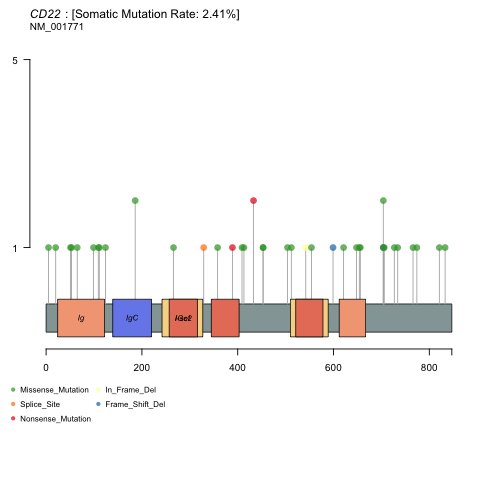 CD22 : [Somatic Mutation Rate: 2.41%]
NM_001771
5
1
Ig
IgC
0
200
400
600
800
Missense_Mutation
In_Frame_Del
Splice_Site
Frame_Shift_Del
Nonsense_Mutation